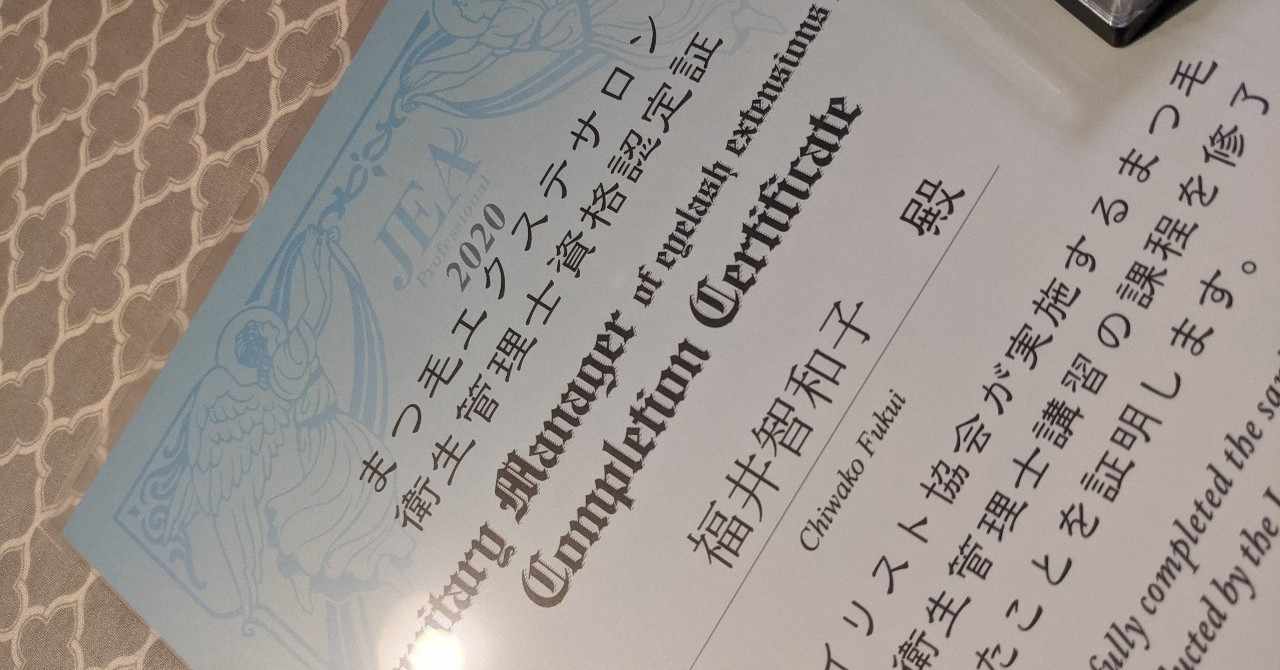 JEA
Professional
2020
まつ毛エクステサロン
衛生管理士資格認定証
Manager of eyelash extensions
Completion Certificate
福井智和子 殿
Chiwako Fukui
イリスト協会が実施するまつ毛
衛生管理士講習の課程を修了
たことを証明します。
fully completed the
ucted by the